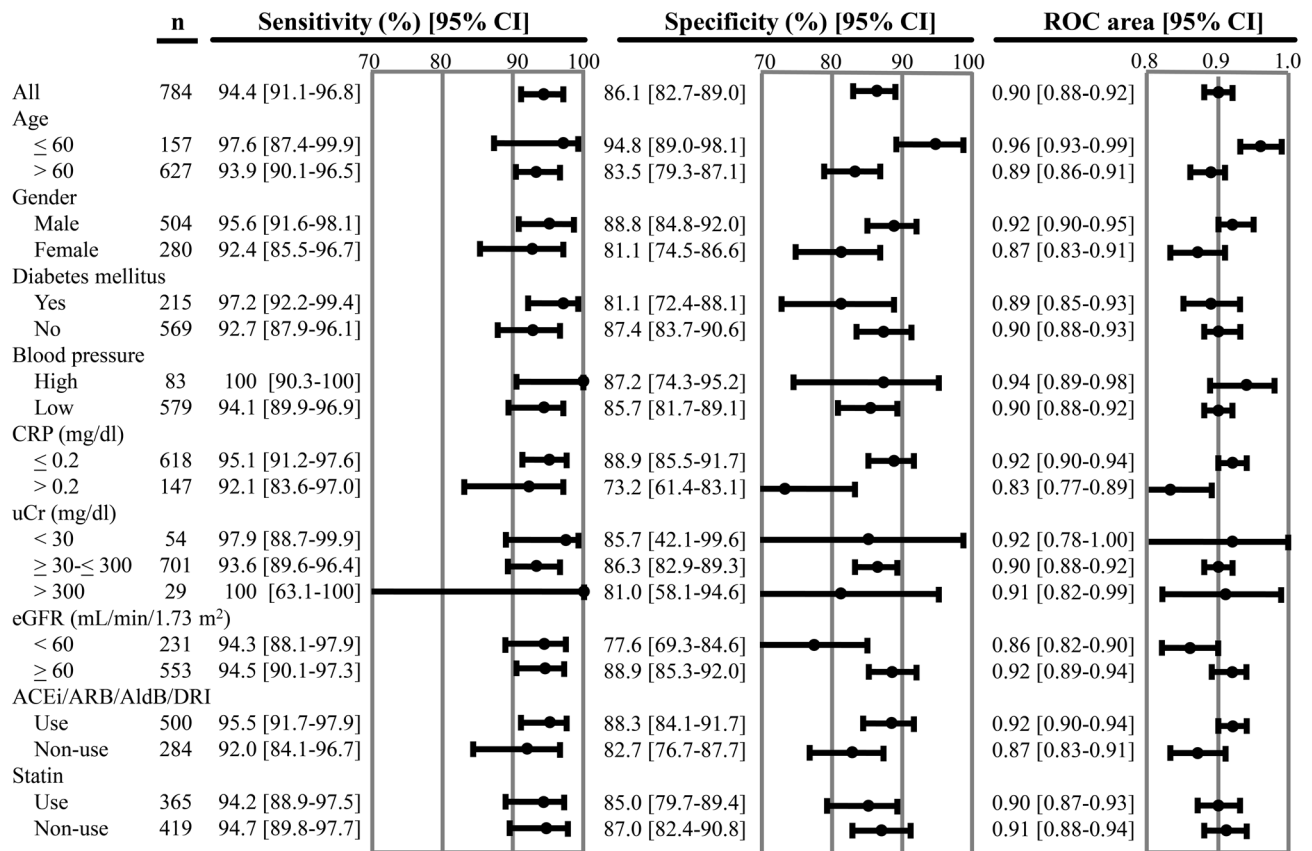 n Sensitivity (%) [95% CI] Specificity (%) [95% CI] ROC area [95% CI]
70 80 90 100 70 80 90 100 0.8 0.9 1.0
All 784 94.4 [91.1-96.8] 86.1 [82.7-89.0] 0.90 [0.88-0.92]
Age
≤ 60 157 97.6 [87.4-99.9] 94.8 [89.0-98.1] 0.96 [0.93-0.99]
> 60 627 93.9 [90.1-96.5] 83.5 [79.3-87.1] 0.89 [0.86-0.91]
Gender
Male 504 95.6 [91.6-98.1] 88.8 [84.8-92.0] 0.92 [0.90-0.95]
Female 280 92.4 [85.5-96.7] 81.1 [74.5-86.6] 0.87 [0.83-0.91]
Diabetes mellitus
Yes 215 97.2 [92.2-99.4] 81.1 [72.4-88.1] 0.89 [0.85-0.93]
No 569 92.7 [87.9-96.1] 87.4 [83.7-90.6] 0.90 [0.88-0.93]
Blood pressure
High 83 100 [90.3-100] 87.2 [74.3-95.2] 0.94 [0.89-0.98]
Low 579 94.1 [89.9-96.9] 85.7 [81.7-89.1] 0.90 [0.88-0.92]
CRP (mg/dl)
≤ 0.2 618 95.1 [91.2-97.6] 88.9 [85.5-91.7] 0.92 [0.90-0.94]
> 0.2 147 92.1 [83.6-97.0] 73.2 [61.4-83.1] 0.83 [0.77-0.89]
uCr (mg/dl)
< 30 54 97.9 [88.7-99.9] 85.7 [42.1-99.6] 0.92 [0.78-1.00]
≥ 30-≤ 300 701 93.6 [89.6-96.4] 86.3 [82.9-89.3] 0.90 [0.88-0.92]
> 300 29 100 [63.1-100] 81.0 [58.1-94.6] 0.91 [0.82-0.99]
eGFR (mL/min/1.73 m²)
< 60 231 94.3 [88.1-97.9] 77.6 [69.3-84.6] 0.86 [0.82-0.90]
≥ 60 553 94.5 [90.1-97.3] 88.9 [85.3-92.0] 0.92 [0.89-0.94]
ACEi/ARB/AldB/DRI
Use 500 95.5 [91.7-97.9] 88.3 [84.1-91.7] 0.92 [0.90-0.94]
Non-use 284 92.0 [84.1-96.7] 82.7 [76.7-87.7] 0.87 [0.83-0.91]
Statin
Use 365 94.2 [88.9-97.5] 85.0 [79.7-89.4] 0.90 [0.87-0.93]
Non-use 419 94.7 [89.8-97.7] 87.0 [82.4-90.8] 0.91 [0.88-0.94]